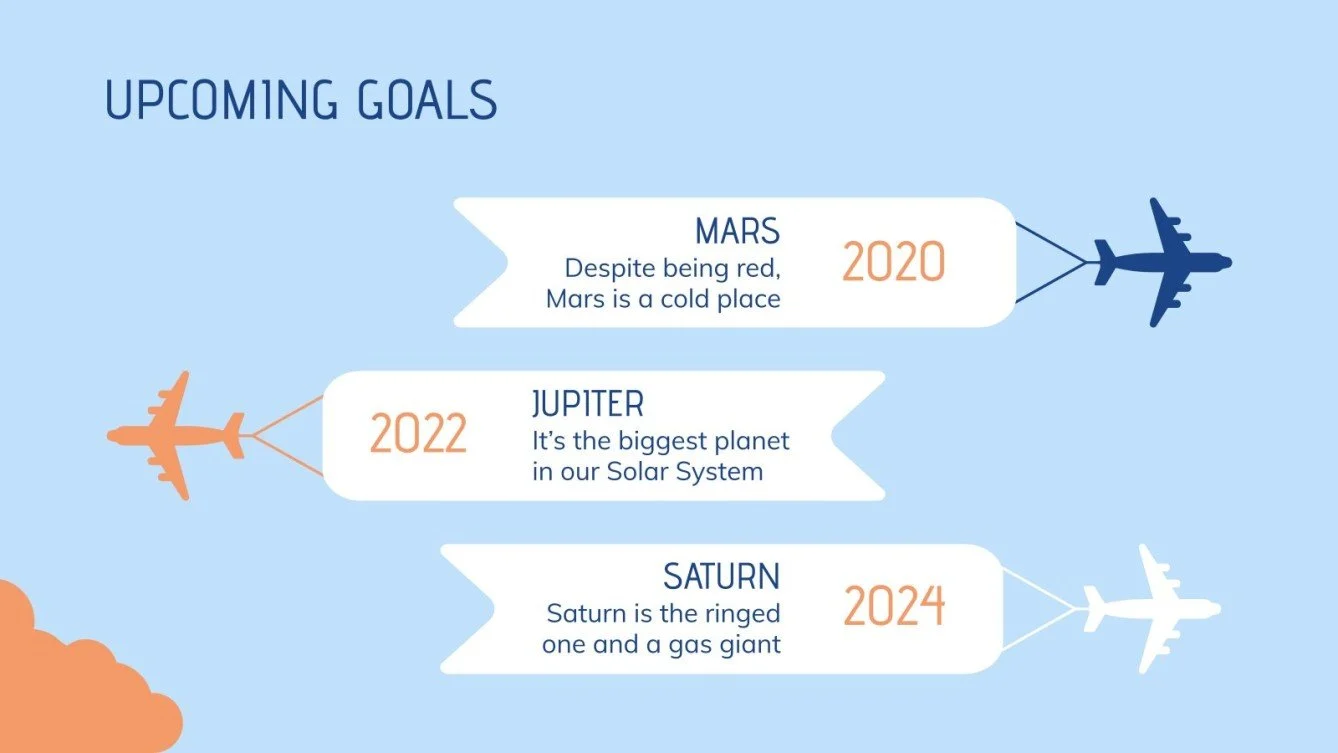 UPCOMING GOALS
MARS
Despite being red,
Mars is a cold place
2020
2022
JUPITER
It’s the biggest planet
in our Solar System
SATURN
Saturn is the ringed
one and a gas giant
2024